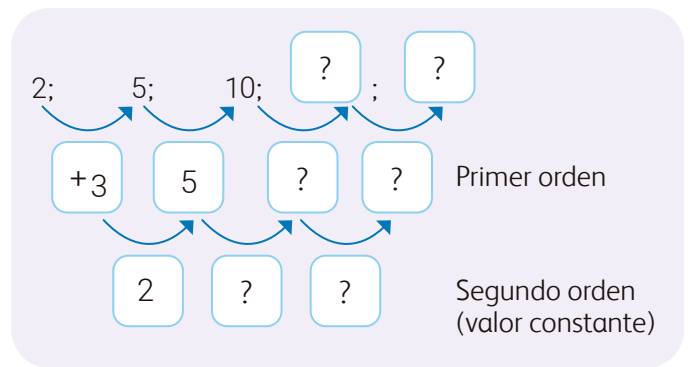 2; 5; 10; ? ; ?
+3 5 ? ? Primer orden
2 ? ? Segundo orden
(valor constante)